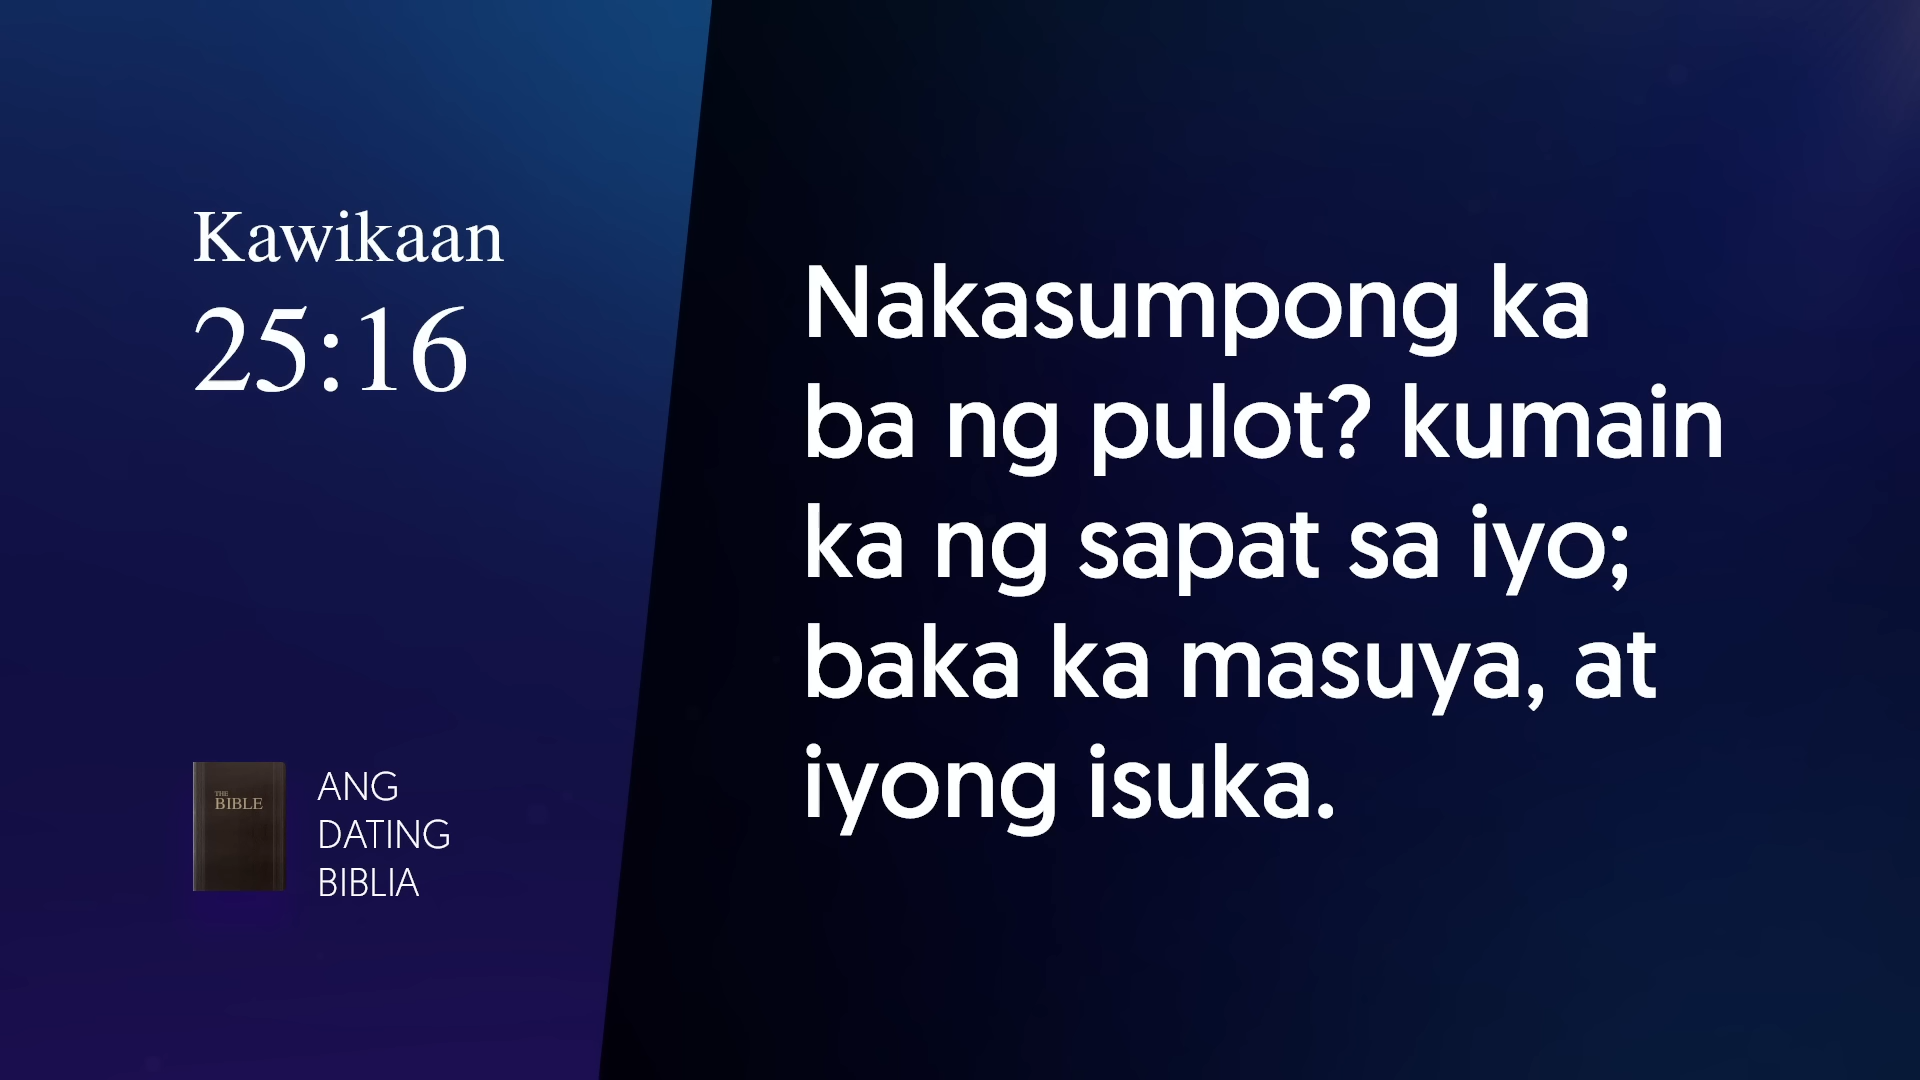 Kawikaan
25:16
Nakasumpong ka
ba ng pulot? kumain
ka ng sapat sa iyo;
baka ka masuya, at
iyong isuka.
THE
BIBLE
ANG
DATING
BIBLIA